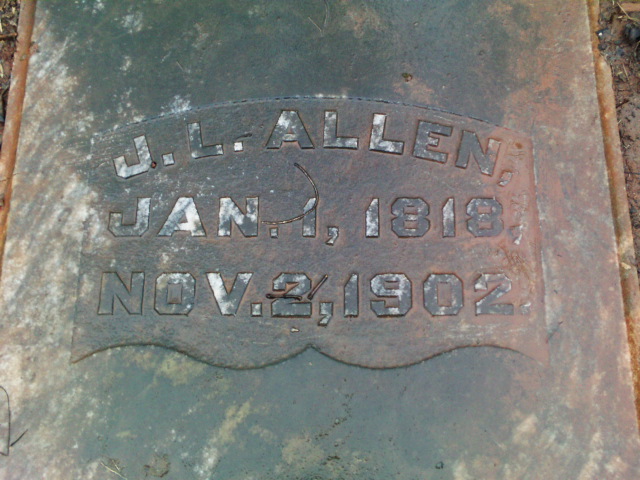 J. L. ALLEN,
JAN. 1, 1818,
NOV. 2, 1902.